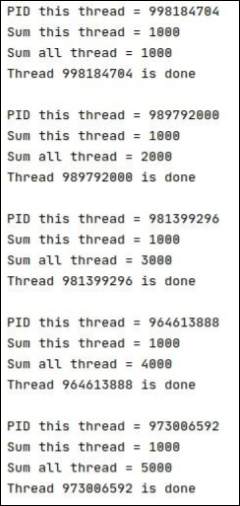 PID this thread = 998184704
Sum this thread = 1000
Sum all thread = 1000
Thread 998184704 is done
PID this thread = 989792000
Sum this thread = 1000
Sum all thread = 2000
Thread 989792000 is done
PID this thread = 981399296
Sum this thread = 1000
Sum all thread = 3000
Thread 981399296 is done
PID this thread = 964613888
Sum this thread = 1000
Sum all thread = 4000
Thread 964613888 is done
PID this thread = 973006592
Sum this thread = 1000
Sum all thread = 5000
Thread 973006592 is done